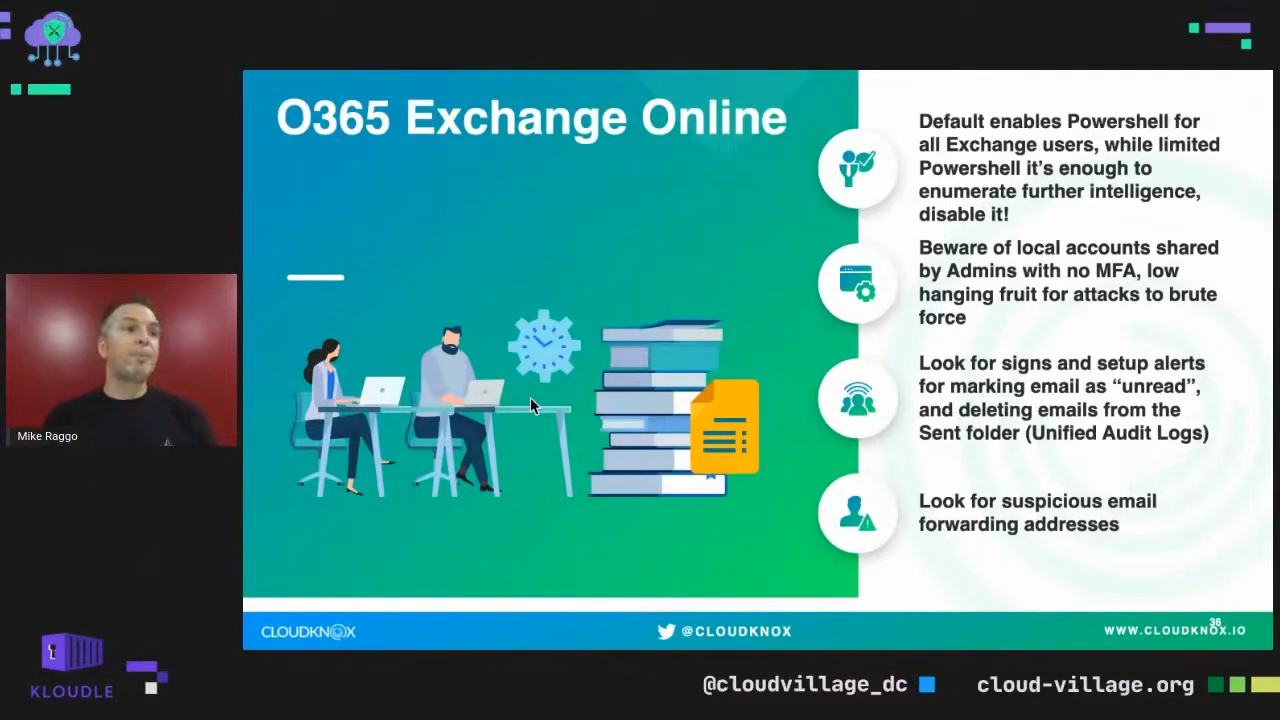 O365 Exchange Online
Default enables Powershell for
all Exchange users, while limited
Powershell it's enough to
enumerate further intelligence,
disable it!
Beware of local accounts shared
by Admins with no MFA, low
hanging fruit for attacks to brute
force
Look for signs and setup alerts
for marking email as “unread”,
and deleting emails from the
Sent folder (Unified Audit Logs)
Look for suspicious email
forwarding addresses
Mike Raggo
CLOUDKNOX
@CLOUDKNOX
36
WWW.CLOUDKNOX.IO
KLOUDLE
@cloudvillage_dc
cloud-village.org